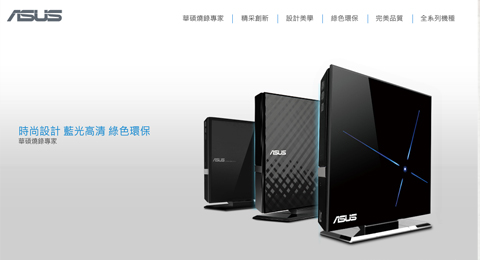 ASUS
華碩燒錄專家
精采創新
設計美學
綠色環保
完美品質
全系列機種
時尚設計 藍光高清 綠色環保
華碩燒錄專家
ASUS
ASUS
ASUS